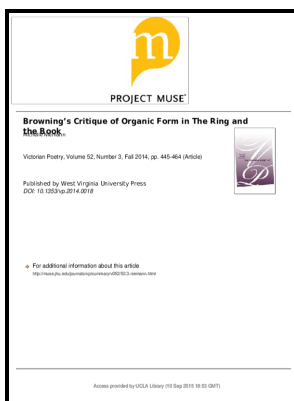 m
PROJECT MUSE®
Browning's Critique of Organic Form in The Ring and
the Book
Michelle Niemann
Victorian Poetry, Volume 52, Number 3, Fall 2014, pp. 445-464 (Article)
Published by West Virginia University Press
DOI: 10.1353/vp.2014.0018
For additional information about this article
Access provided by UCLA Library (10 Sep 2015 18:53 GMT)